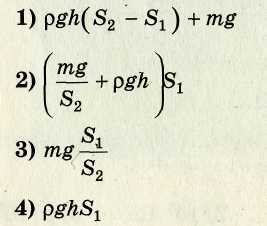 1) ρgh(S₂ − S₁) + mg
2) (mg/S₂ + ρgh)S₁
3) mg S₁/S₂
4) ρghS₁